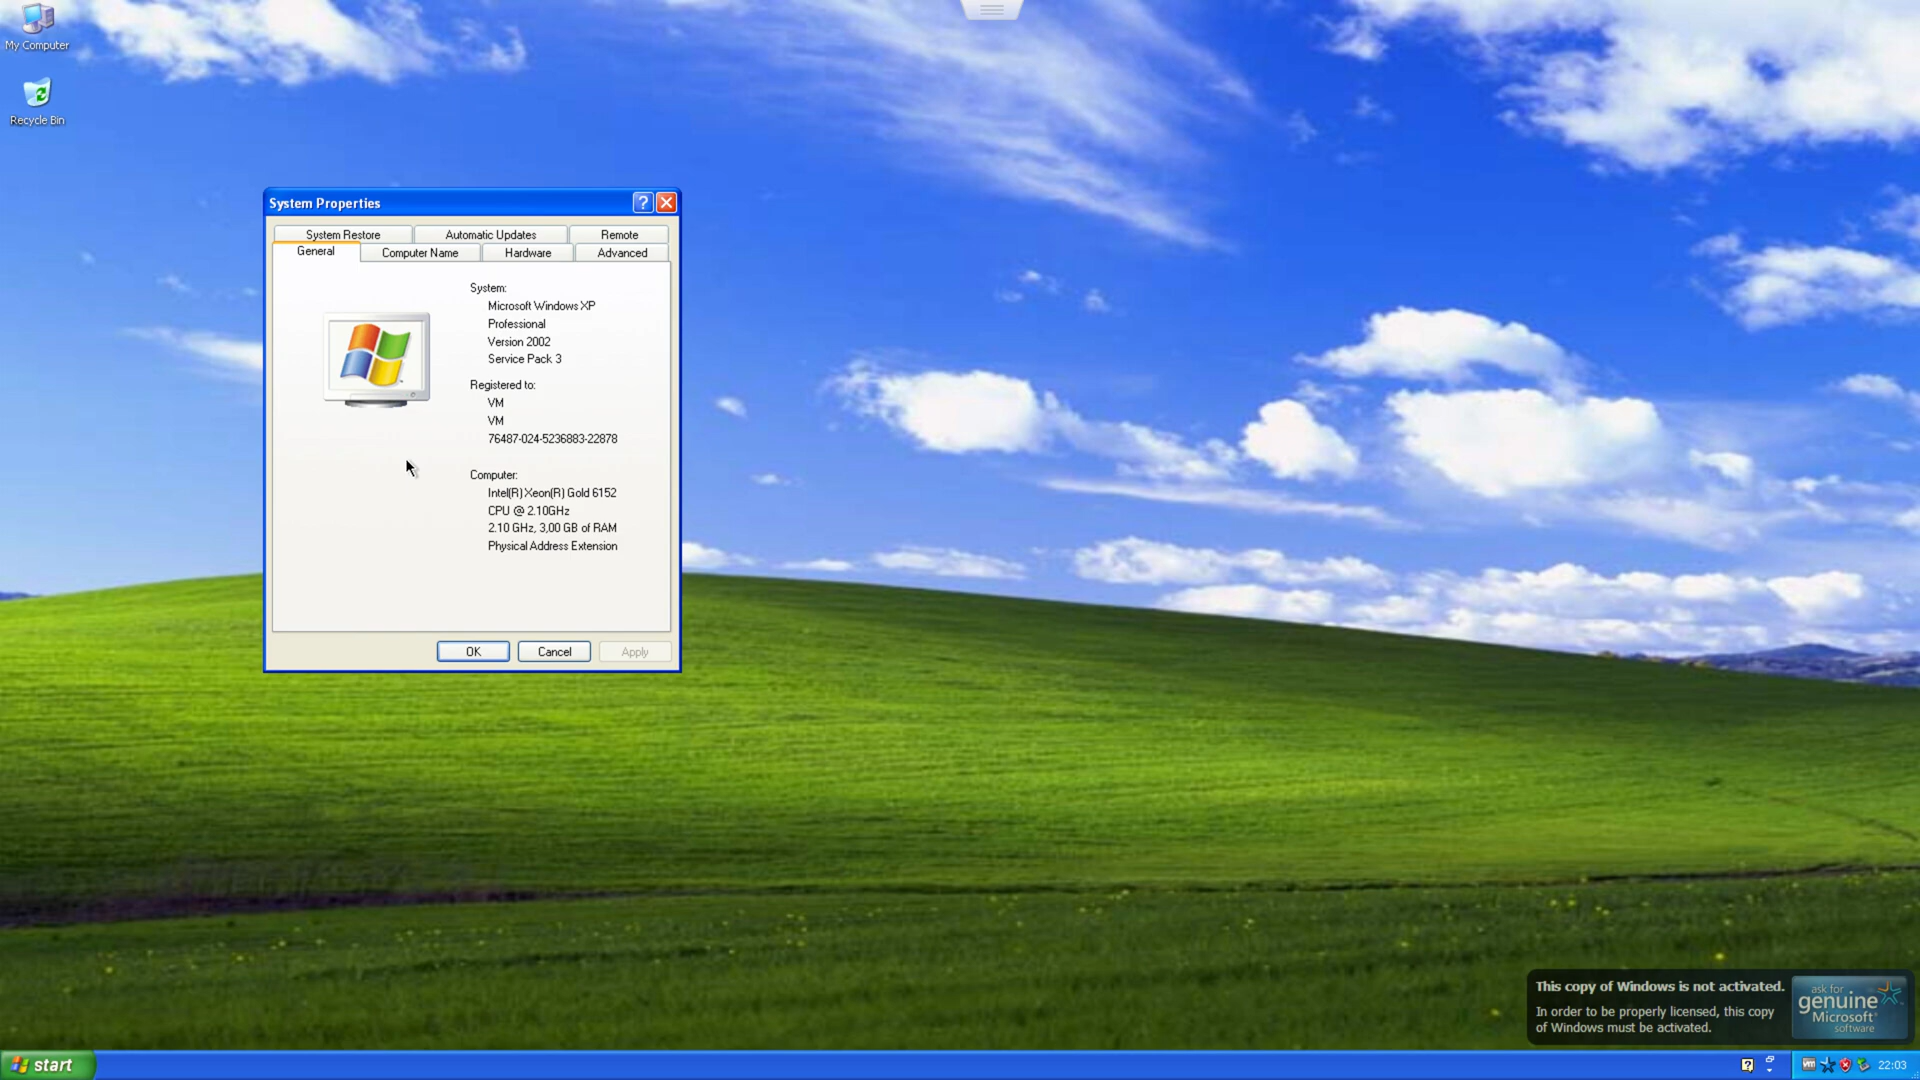 My Computer
Recycle Bin
System Properties
System Restore
Automatic Updates
Remote
General
Computer Name
Hardware
Advanced
System:
Microsoft Windows XP
Professional
Version 2002
Service Pack 3
Registered to:
VM
VM
76487-024-5236883-22878
Computer:
Intel(R) Xeon(R) Gold 6152
CPU @ 2.10GHz
2.10 GHz, 3,00 GB of RAM
Physical Address Extension
OK
Cancel
Apply
This copy of Windows is not activated.
In order to be properly licensed, this copy
of Windows must be activated.
ask for
genuine
Microsoft
software
start
vm
22:03